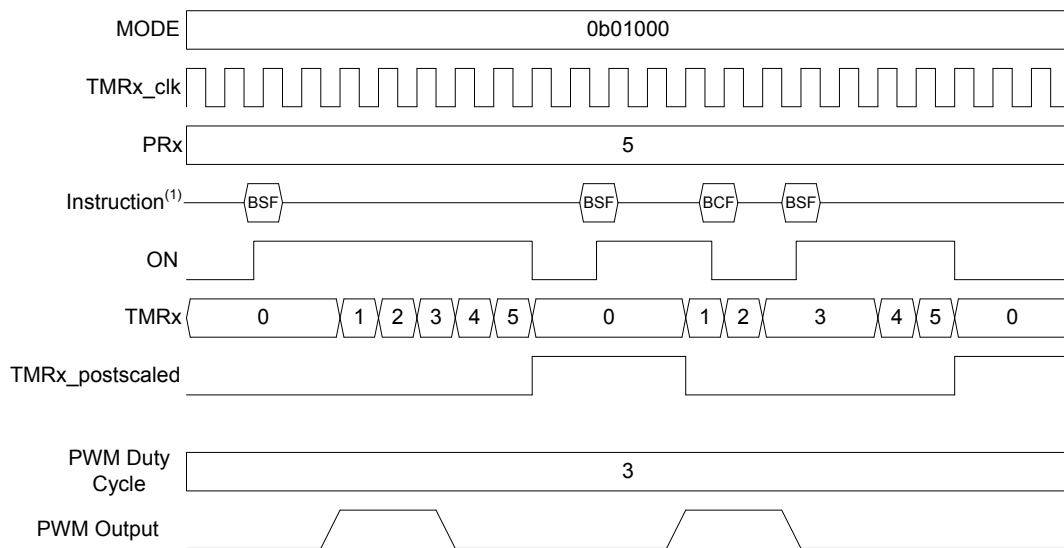 MODE 0b01000
TMRx_clk
PRx 5
Instruction(1) BSF BSF BCF BSF
ON
TMRx 0 1 2 3 4 5 0 1 2 3 4 5 0
TMRx_postscaled
PWM Duty
Cycle 3
PWM Output